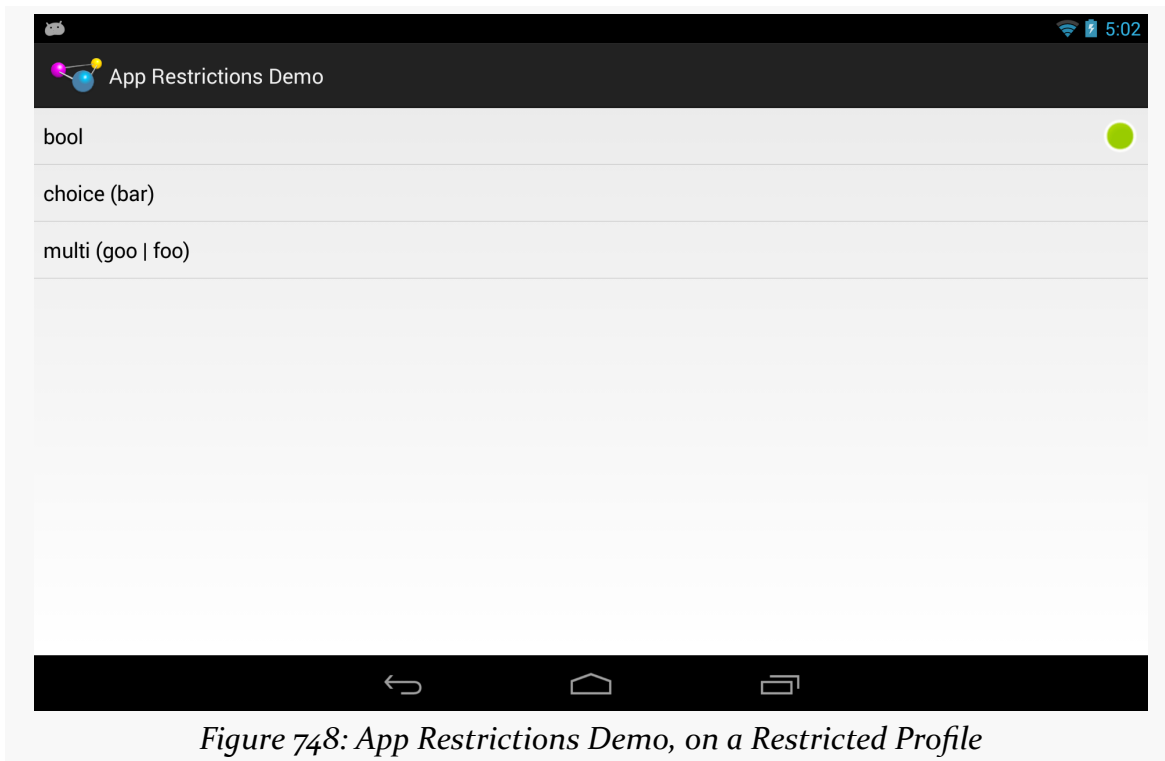 5:02
App Restrictions Demo
bool
choice (bar)
multi (goo | foo)
Figure 748: App Restrictions Demo, on a Restricted Profile